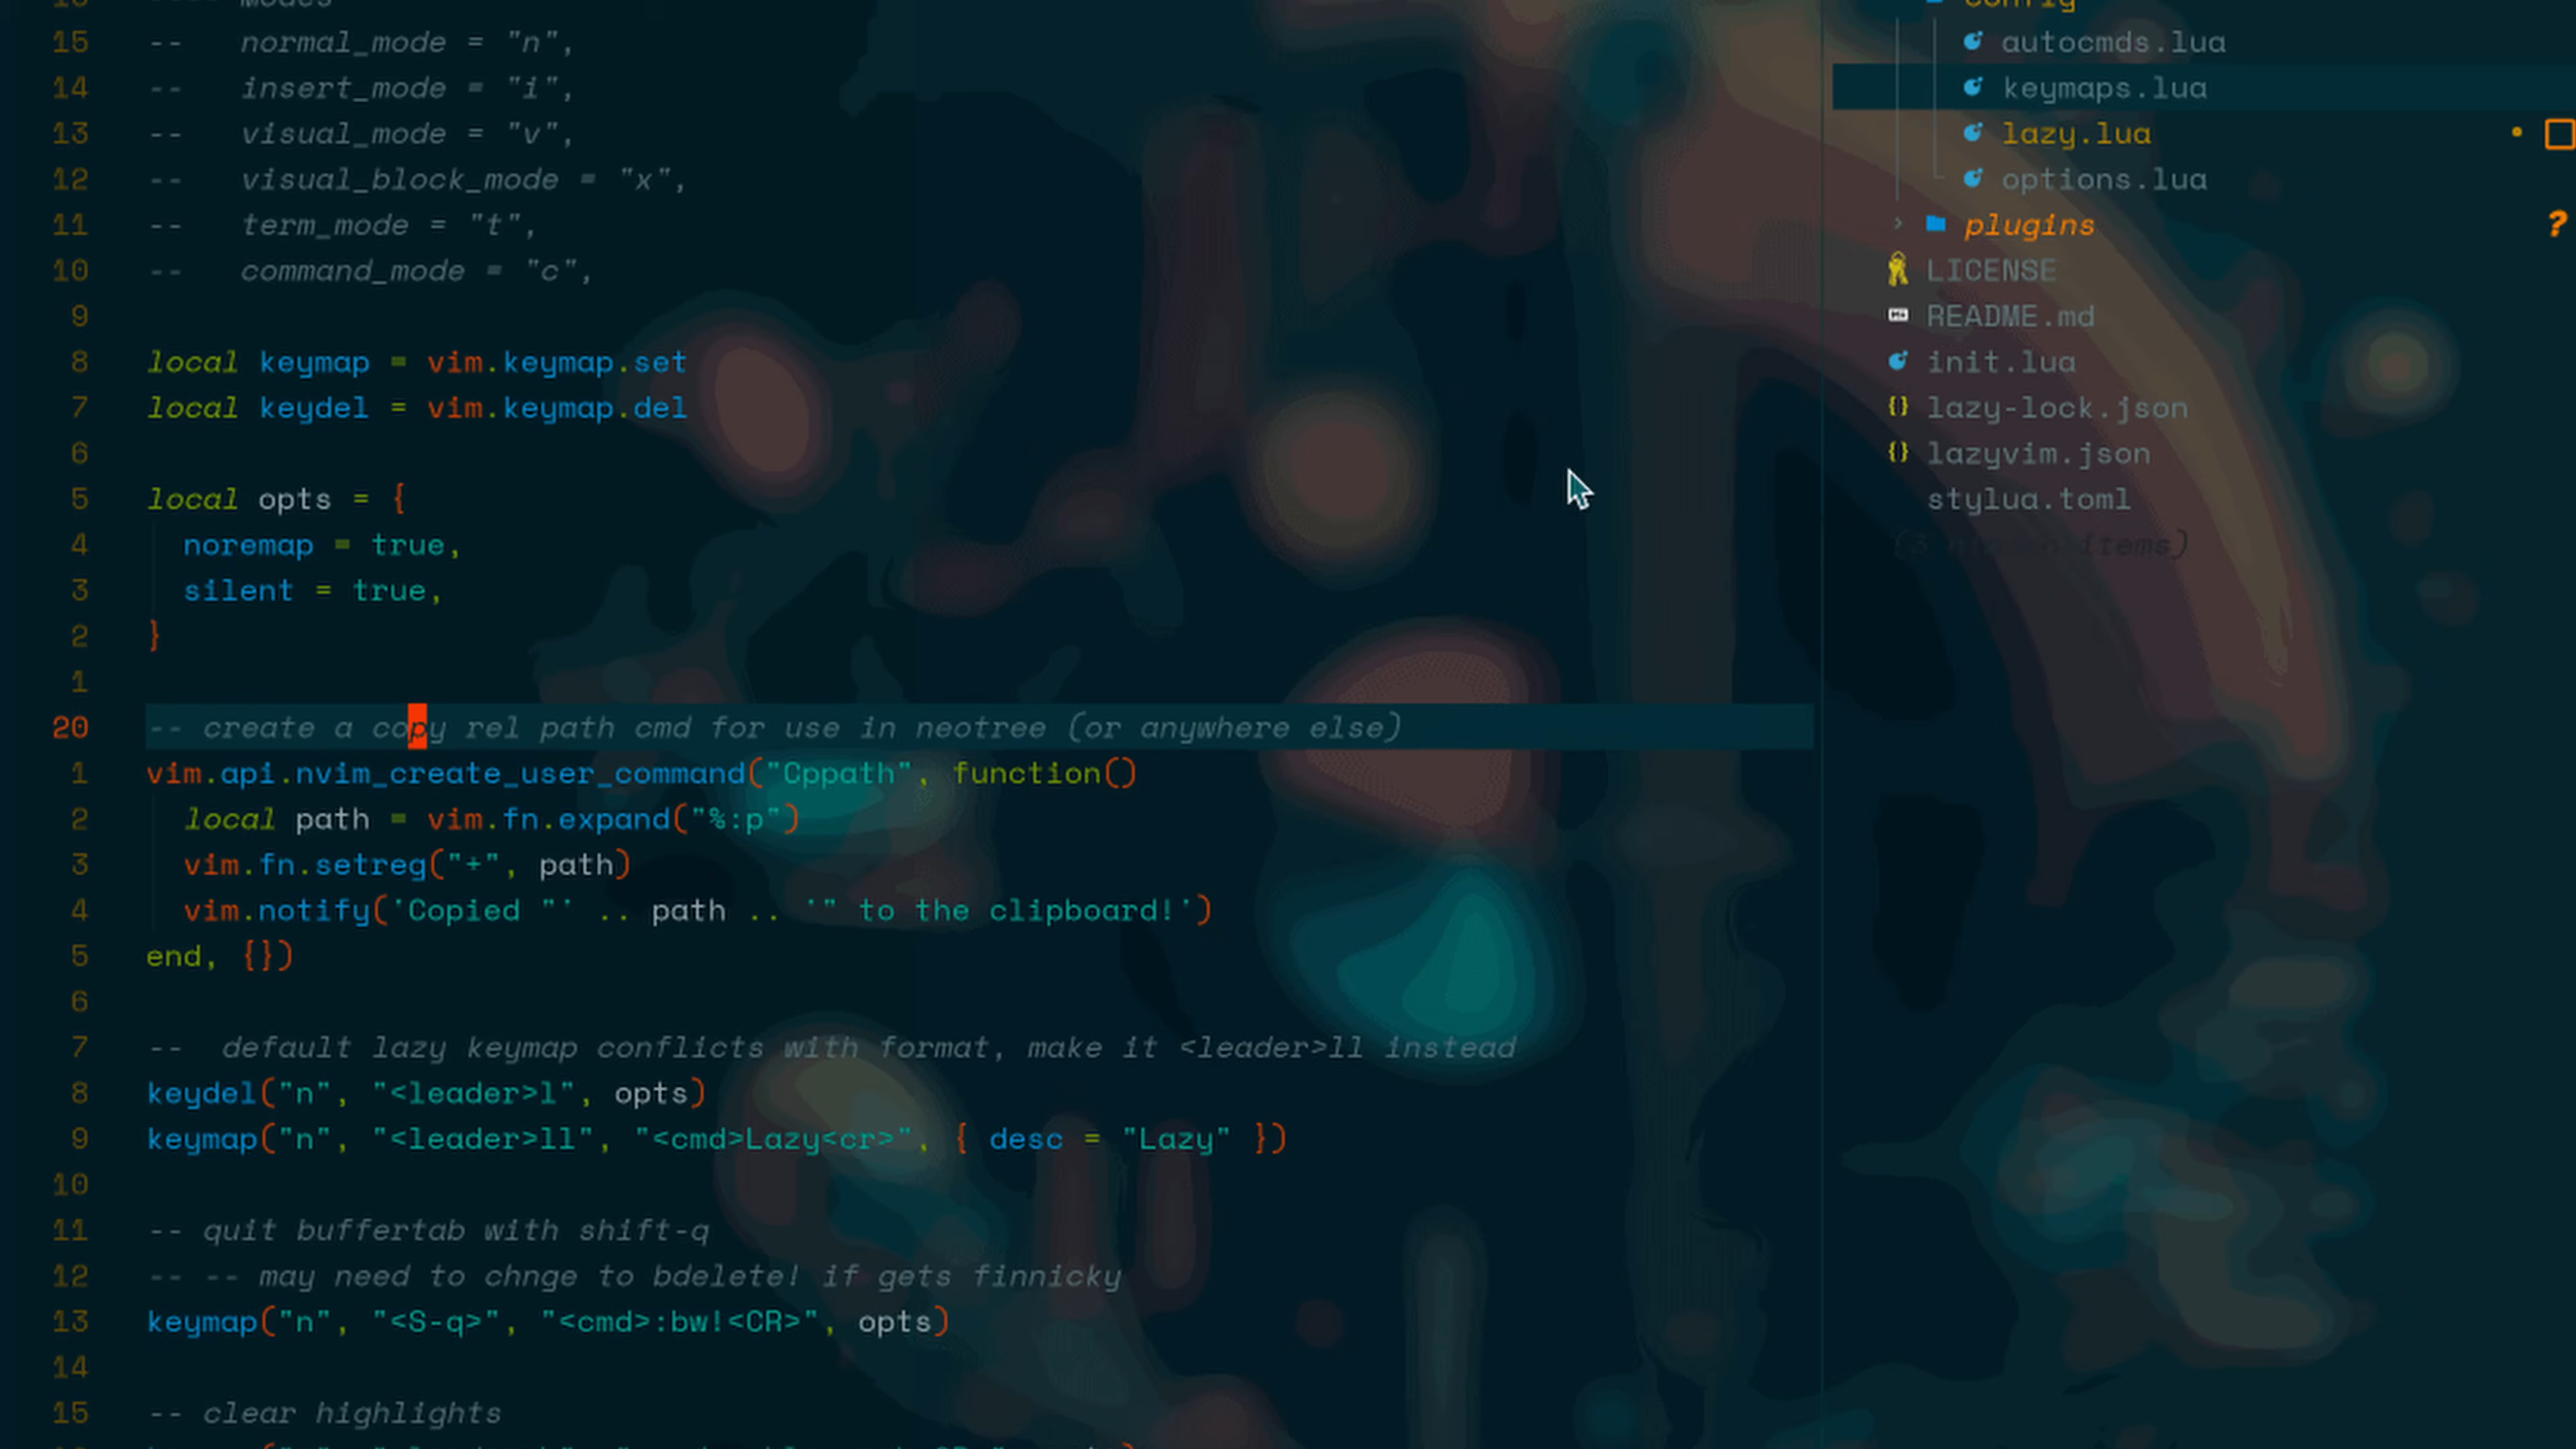 15 -- normal_mode = "n",
14 -- insert_mode = "i",
13 -- visual_mode = "v",
12 -- visual_block_mode = "x",
11 -- term_mode = "t",
10 -- command_mode = "c",
9
8 local keymap = vim.keymap.set
7 local keydel = vim.keymap.del
6
5 local opts = {
4 noremap = true,
3 silent = true,
2 }
1
20 -- create a copy rel path cmd for use in neotree (or anywhere else)
1 vim.api.nvim_create_user_command("Cppath", function()
2 local path = vim.fn.expand("%:p")
3 vim.fn.setreg("+", path)
4 vim.notify('Copied "' .. path .. '" to the clipboard!')
5 end, {})
6
7 -- default lazy keymap conflicts with format, make it <leader>ll instead
8 keydel("n", "<leader>l", opts)
9 keymap("n", "<leader>ll", "<cmd>Lazy<cr>", { desc = "Lazy" })
10
11 -- quit buffertab with shift-q
12 -- -- may need to chnge to bdelete! if gets finnicky
13 keymap("n", "<S-q>", "<cmd>:bw!<CR>", opts)
14
15 -- clear highlights
config
autocmds.lua
keymaps.lua
lazy.lua
options.lua
plugins ?
LICENSE
README.md
init.lua
{} lazy-lock.json
{} lazyvim.json
stylua.toml
items)